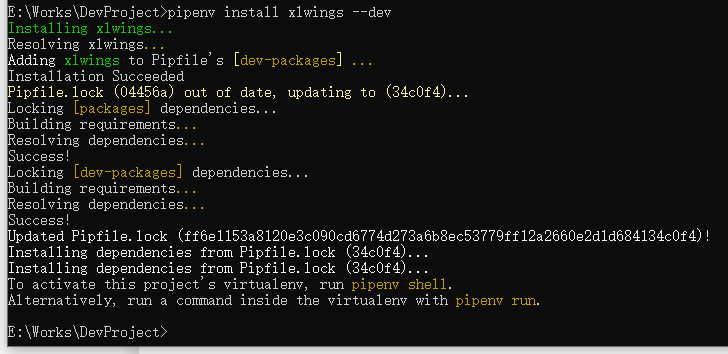 E:\Works\DevProject>pipenv install xlwings --dev
Installing xlwings...
Resolving xlwings...
Adding xlwings to Pipfile's [dev-packages] ...
Installation Succeeded
Pipfile.lock (04456a) out of date, updating to (34c0f4)...
Locking [packages] dependencies...
Building requirements...
Resolving dependencies...
Success!
Locking [dev-packages] dependencies...
Building requirements...
Resolving dependencies...
Success!
Updated Pipfile.lock (ff6e1153a8120e3c090cd6774d273a6b8ec53779ff12a2660e2d1d684134c0f4)!
Installing dependencies from Pipfile.lock (34c0f4)...
Installing dependencies from Pipfile.lock (34c0f4)...
To activate this project's virtualenv, run pipenv shell.
Alternatively, run a command inside the virtualenv with pipenv run.
E:\Works\DevProject>